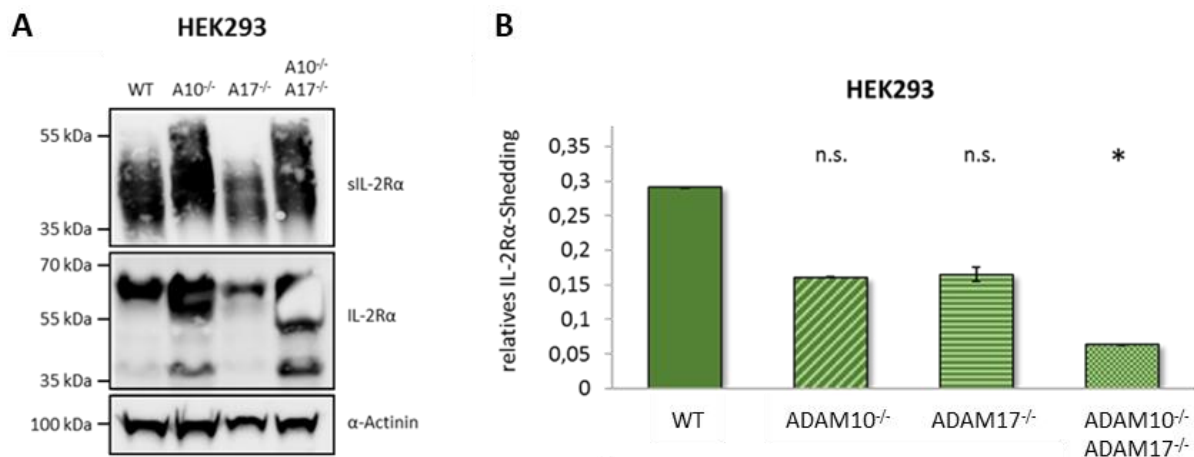 A
HEK293
WT A10-/- A17-/- A10-/- A17-/-
55 kDa
sIL-2Rα
35 kDa
70 kDa
55 kDa
IL-2Rα
35 kDa
100 kDa
α-Actinin
B
HEK293
relatives IL-2Rα-Shedding
0,35
0,3
0,25
0,2
0,15
0,1
0,05
0
n.s. n.s. *
WT ADAM10-/- ADAM17-/- ADAM10-/-
ADAM17-/-